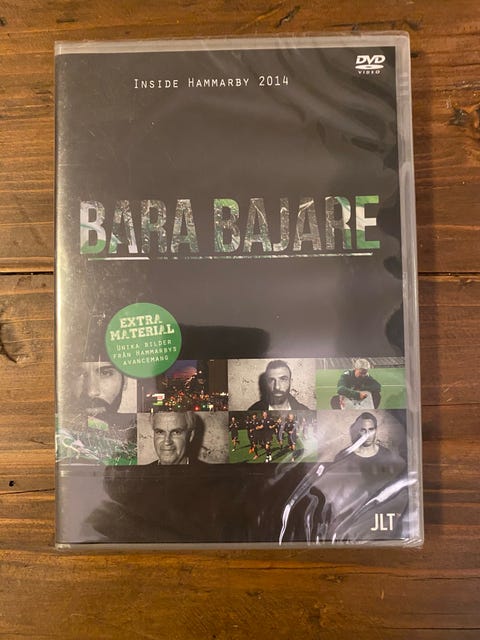 DVD
VIDEO
INSIDE HAMMARBY 2014
BARA BAJARE
EXTRA
MATERIAL
UNIKA BILDER
FRÅN HAMMARBYS
AVANCEMANG
JLT